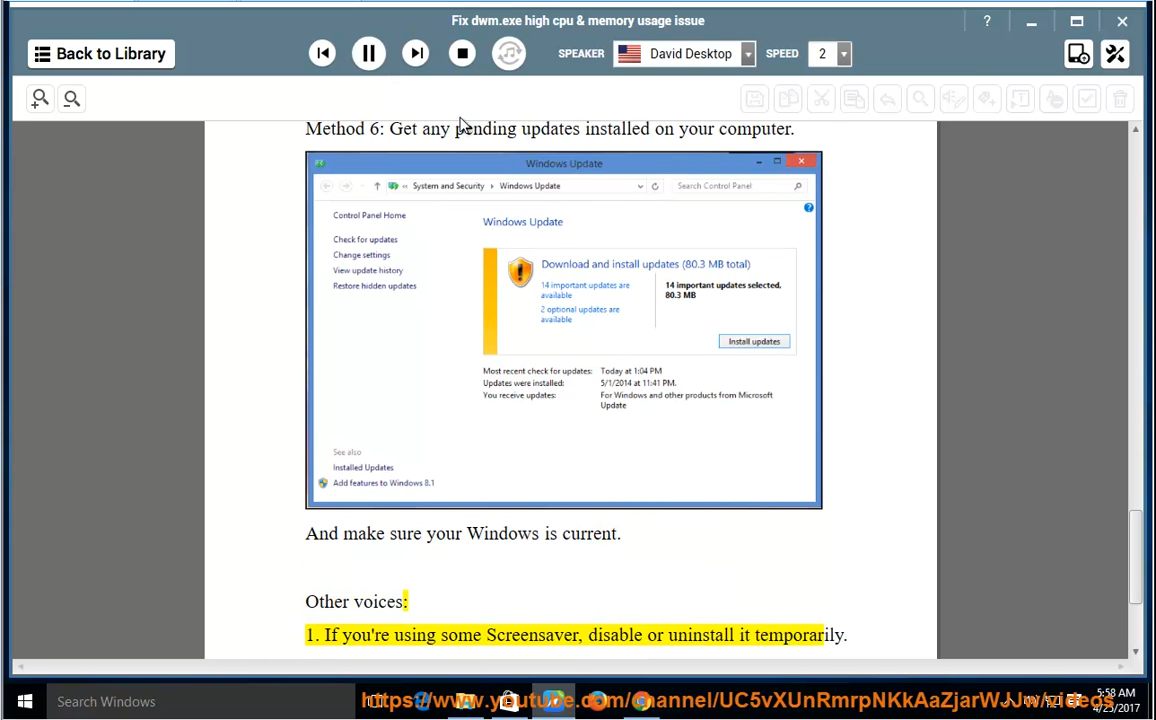 Fix dwm.exe high cpu & memory usage issue
?
Back to Library
SPEAKER
David Desktop
SPEED
2
Method 6: Get any pending updates installed on your computer.
Windows Update
« System and Security › Windows Update
Search Control Panel
Control Panel Home
Check for updates
Change settings
View update history
Restore hidden updates
Windows Update
Download and install updates (80.3 MB total)
14 important updates are
available
2 optional updates are
available
14 important updates selected,
80.3 MB
Install updates
Most recent check for updates: Today at 1:04 PM
Updates were installed: 5/1/2014 at 11:41 PM.
You receive updates: For Windows and other products from Microsoft
Update
See also
Installed Updates
Add features to Windows 8.1
And make sure your Windows is current.
Other voices:
1. If you're using some Screensaver, disable or uninstall it temporarily.
Search Windows
5:58 AM
4/25/2017